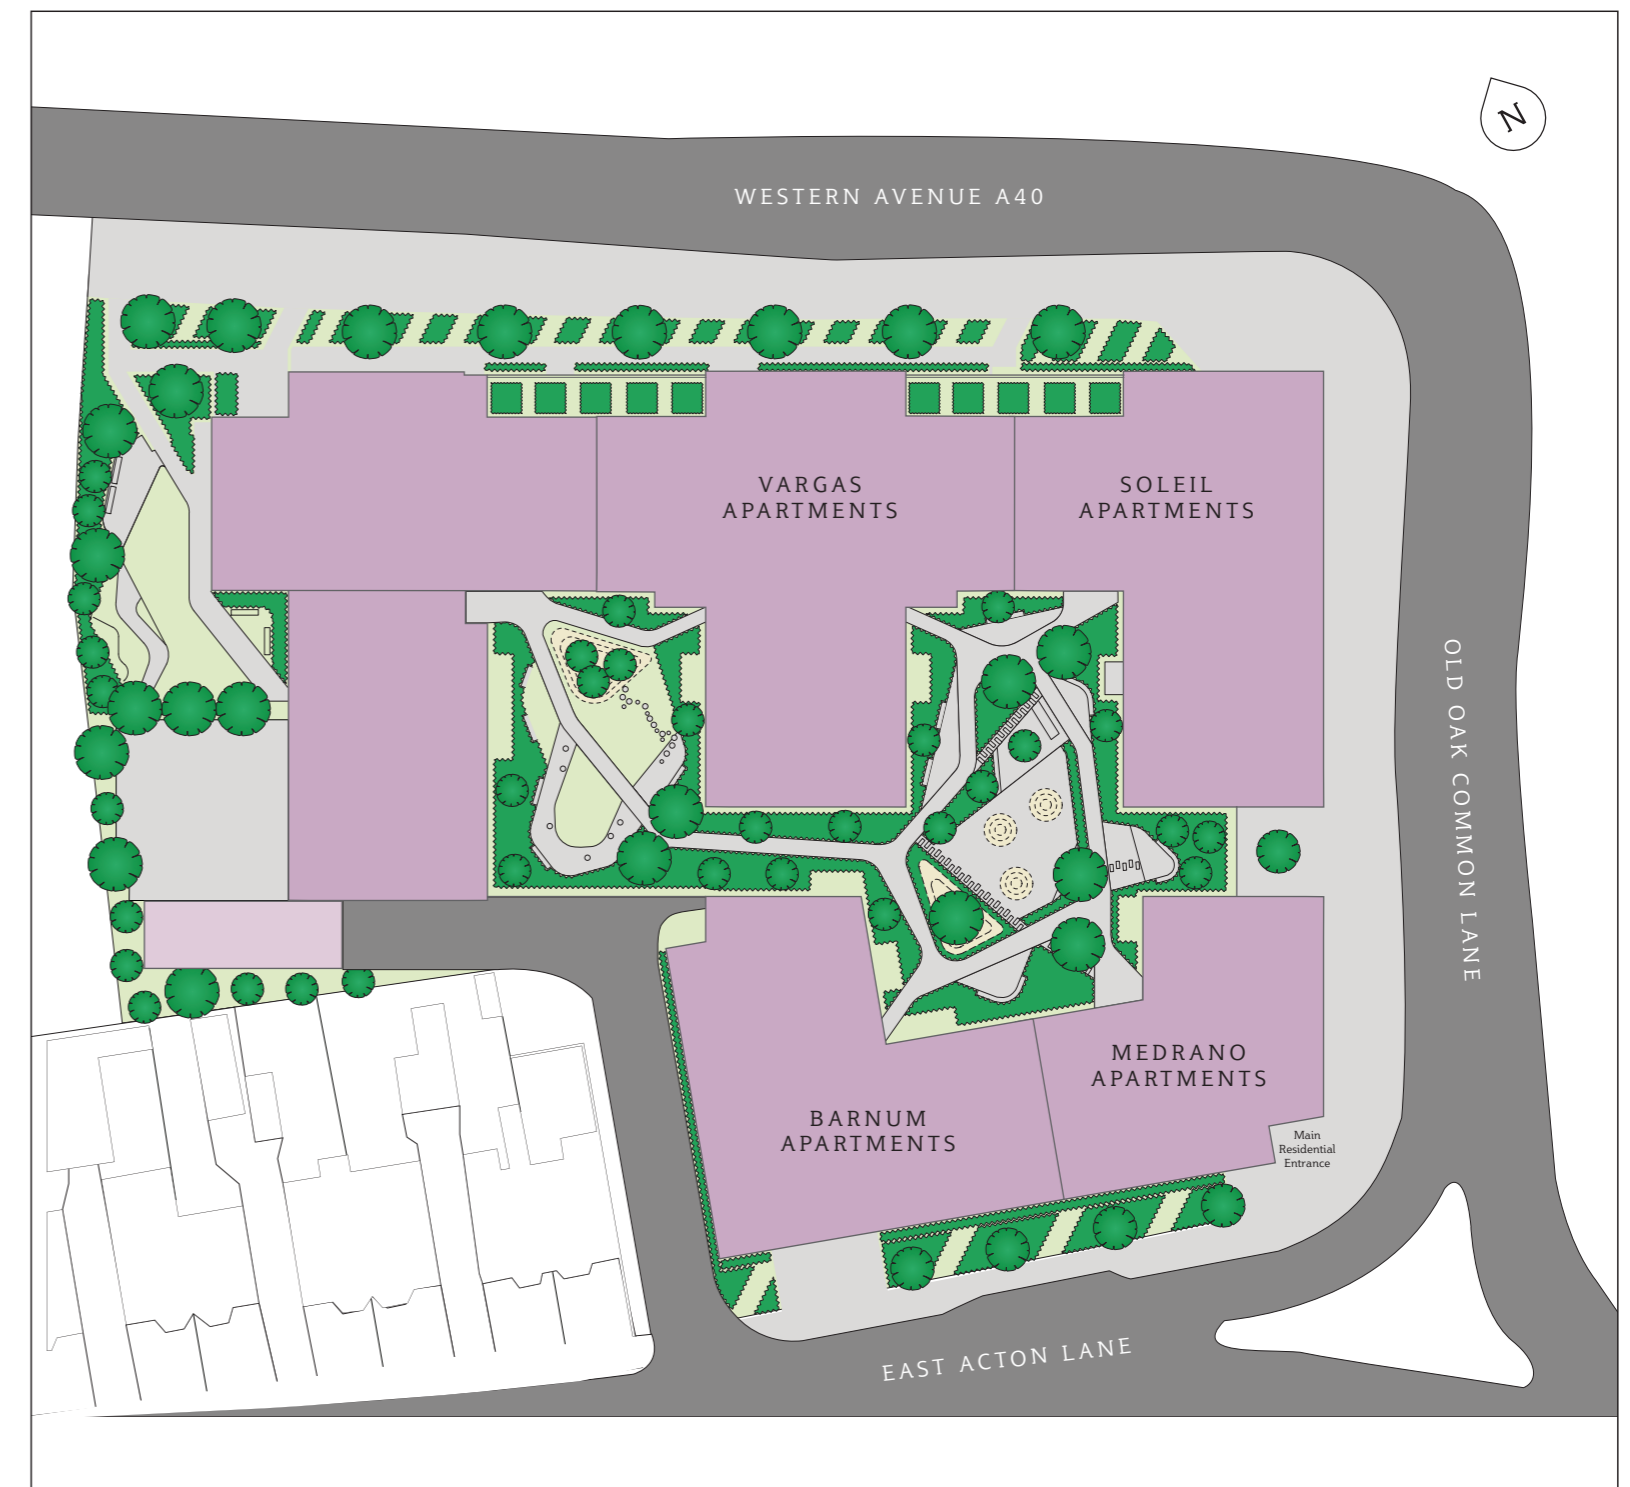 N
WESTERN AVENUE A40
VARGAS
APARTMENTS
SOLEIL
APARTMENTS
OLD OAK COMMON LANE
MEDRANO
APARTMENTS
BARNUM
APARTMENTS
Main
Residential
Entrance
EAST ACTON LANE